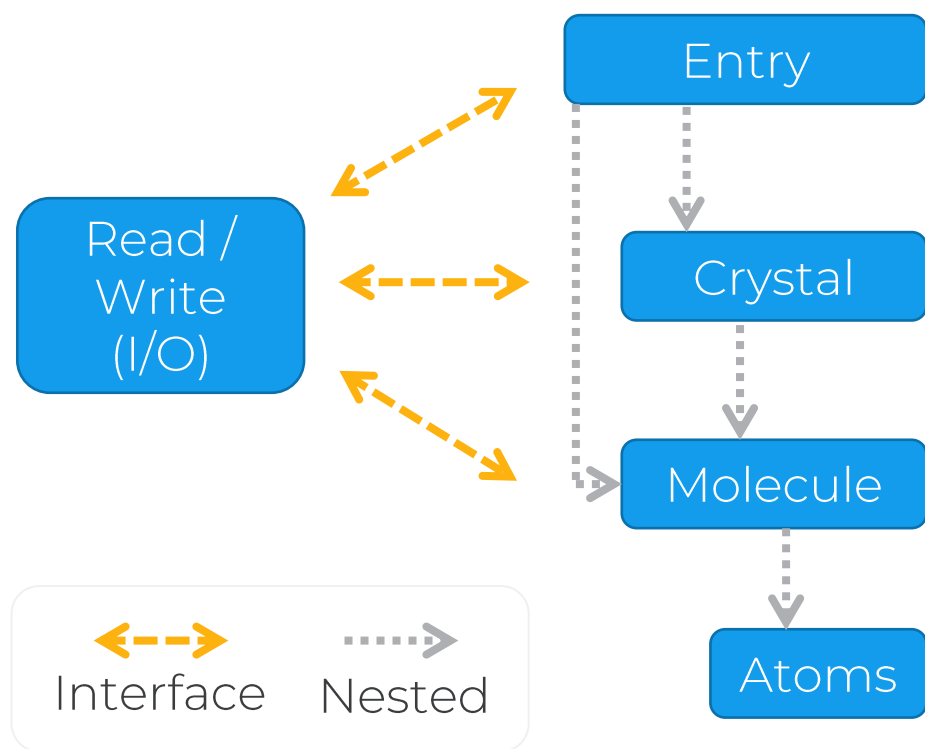 Entry
Read /
Write
(I/O)
Crystal
Molecule
Atoms
Interface
Nested